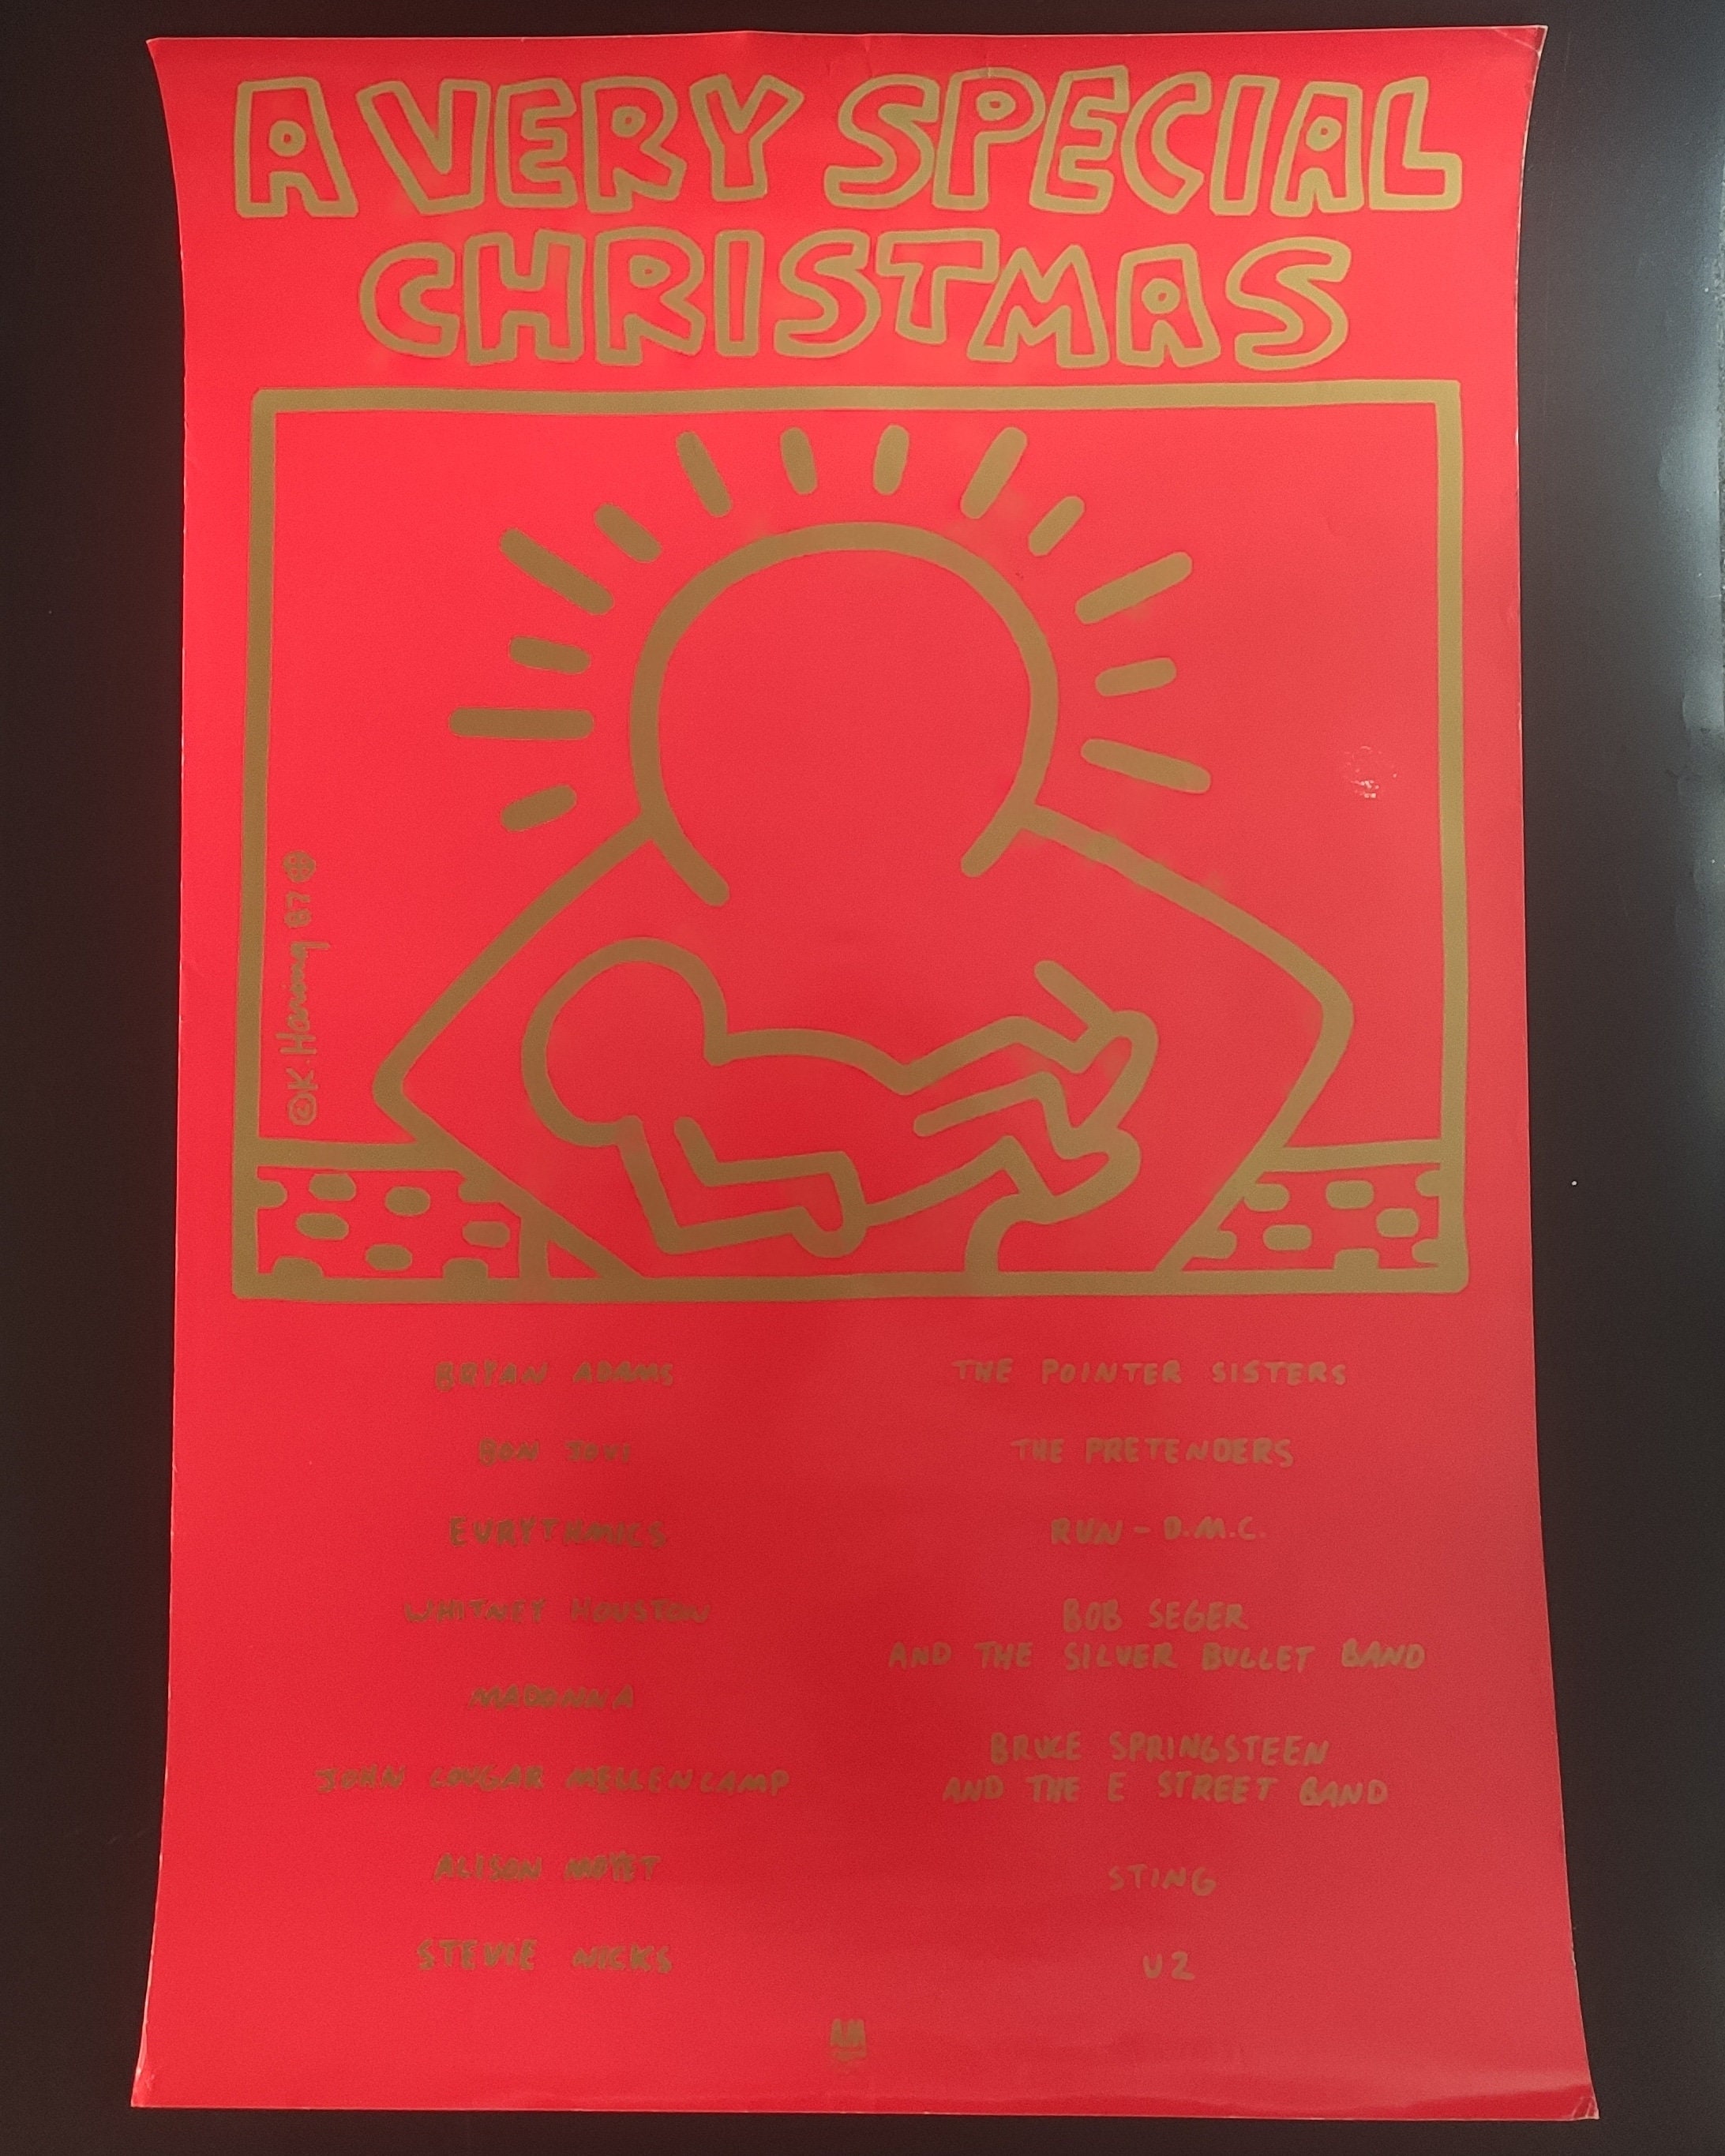 A VERY SPECIAL
CHRISTMAS
© K. Haring 87
BRYAN ADAMS
BON JOVI
EURYTHMICS
WHITNEY HOUSTON
MADONNA
JOHN COUGAR MELLENCAMP
ALISON MOYET
STEVIE NICKS
THE POINTER SISTERS
THE PRETENDERS
RUN-D.M.C.
BOB SEGER
AND THE SILVER BULLET BAND
BRUCE SPRINGSTEEN
AND THE E STREET BAND
STING
U2
A&M